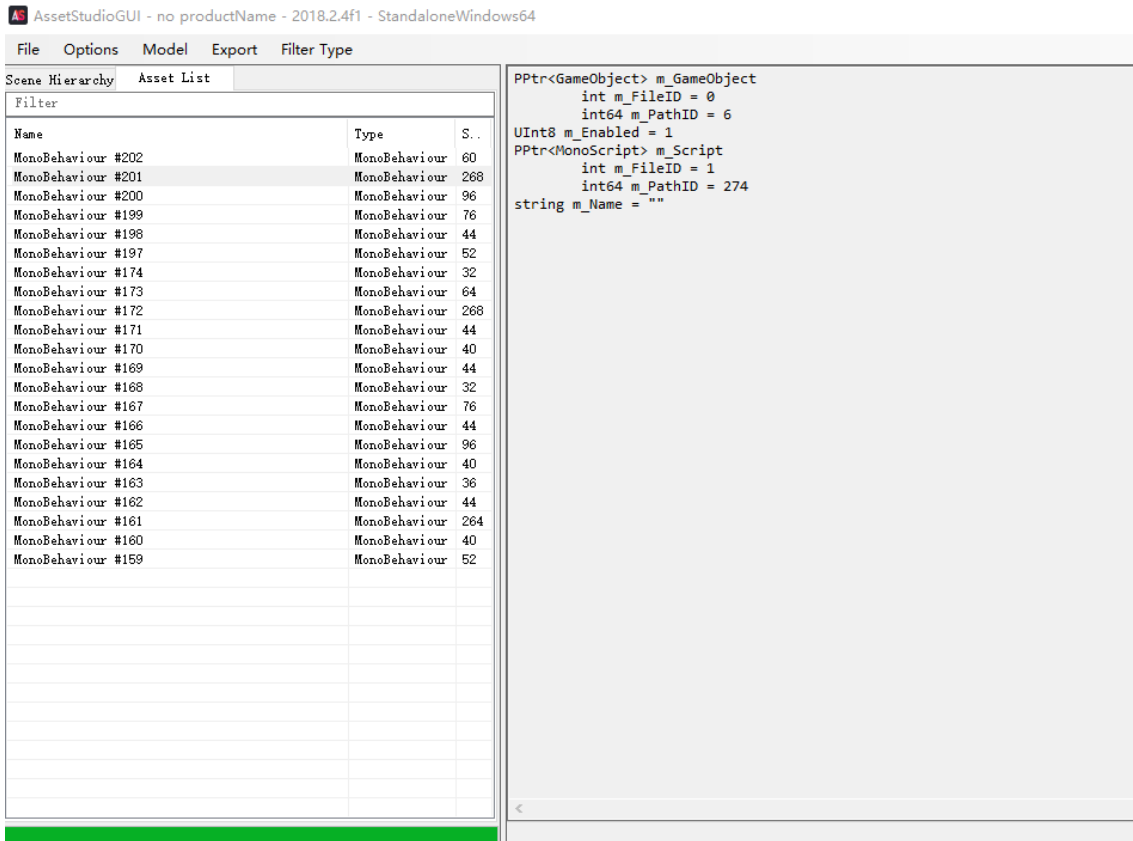 AS AssetStudioGUI - no productName - 2018.2.4f1 - StandaloneWindows64
File Options Model Export Filter Type
Scene Hierarchy Asset List
Filter
Name Type S..
MonoBehaviour #202 MonoBehaviour 60
MonoBehaviour #201 MonoBehaviour 268
MonoBehaviour #200 MonoBehaviour 96
MonoBehaviour #199 MonoBehaviour 76
MonoBehaviour #198 MonoBehaviour 44
MonoBehaviour #197 MonoBehaviour 52
MonoBehaviour #174 MonoBehaviour 32
MonoBehaviour #173 MonoBehaviour 64
MonoBehaviour #172 MonoBehaviour 268
MonoBehaviour #171 MonoBehaviour 44
MonoBehaviour #170 MonoBehaviour 40
MonoBehaviour #169 MonoBehaviour 44
MonoBehaviour #168 MonoBehaviour 32
MonoBehaviour #167 MonoBehaviour 76
MonoBehaviour #166 MonoBehaviour 44
MonoBehaviour #165 MonoBehaviour 96
MonoBehaviour #164 MonoBehaviour 40
MonoBehaviour #163 MonoBehaviour 36
MonoBehaviour #162 MonoBehaviour 44
MonoBehaviour #161 MonoBehaviour 264
MonoBehaviour #160 MonoBehaviour 40
MonoBehaviour #159 MonoBehaviour 52
PPtr<GameObject> m_GameObject
int m_FileID = 0
int64 m_PathID = 6
UInt8 m_Enabled = 1
PPtr<MonoScript> m_Script
int m_FileID = 1
int64 m_PathID = 274
string m_Name = ""